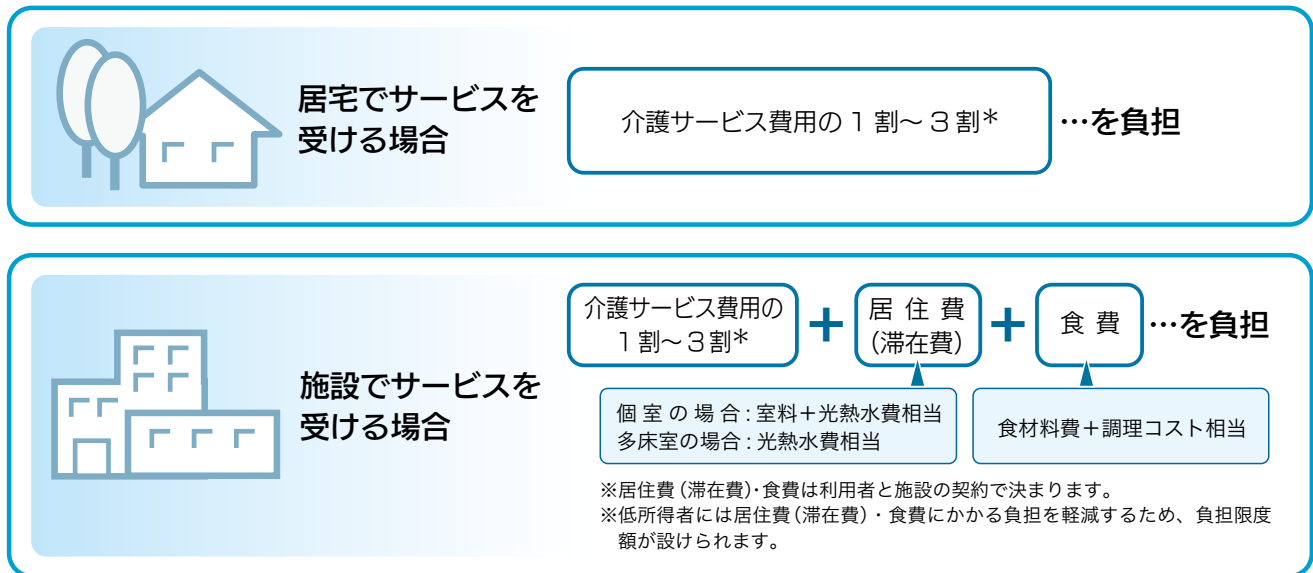 居宅でサービスを
受ける場合
介護サービス費用の1割〜3割*
…を負担
施設でサービスを
受ける場合
介護サービス費用の
1割〜3割*
+
居住費
(滞在費)
+
食費
…を負担
個室の場合:室料+光熱水費相当
多床室の場合:光熱水費相当
食材料費+調理コスト相当
※居住費(滞在費)・食費は利用者と施設の契約で決まります。
※低所得者には居住費(滞在費)・食費にかかる負担を軽減するため、負担限度
額が設けられます。